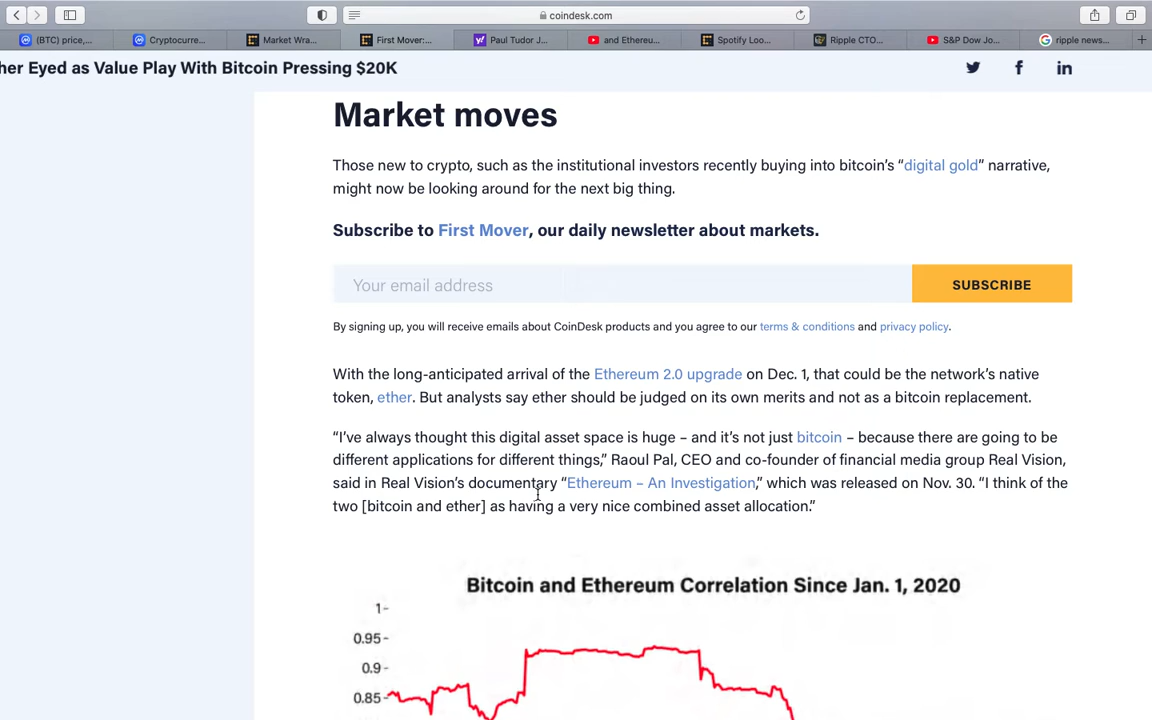 coindesk.com
(BTC) price,...
Cryptocurre...
Market Wra...
First Mover:...
Paul Tudor J...
and Ethereu...
Spotify Loo...
Ripple CTO...
S&P Dow Jo...
ripple news...
her Eyed as Value Play With Bitcoin Pressing $20K
Market moves
Those new to crypto, such as the institutional investors recently buying into bitcoin's “digital gold” narrative,
might now be looking around for the next big thing.
Subscribe to First Mover, our daily newsletter about markets.
Your email address
SUBSCRIBE
By signing up, you will receive emails about CoinDesk products and you agree to our terms & conditions and privacy policy.
With the long-anticipated arrival of the Ethereum 2.0 upgrade on Dec. 1, that could be the network’s native
token, ether. But analysts say ether should be judged on its own merits and not as a bitcoin replacement.
“I’ve always thought this digital asset space is huge – and it’s not just bitcoin – because there are going to be
different applications for different things,” Raoul Pal, CEO and co-founder of financial media group Real Vision,
said in Real Vision’s documentary “Ethereum – An Investigation,” which was released on Nov. 30. “I think of the
two [bitcoin and ether] as having a very nice combined asset allocation.”
Bitcoin and Ethereum Correlation Since Jan. 1, 2020
1
0.95
0.9
0.85